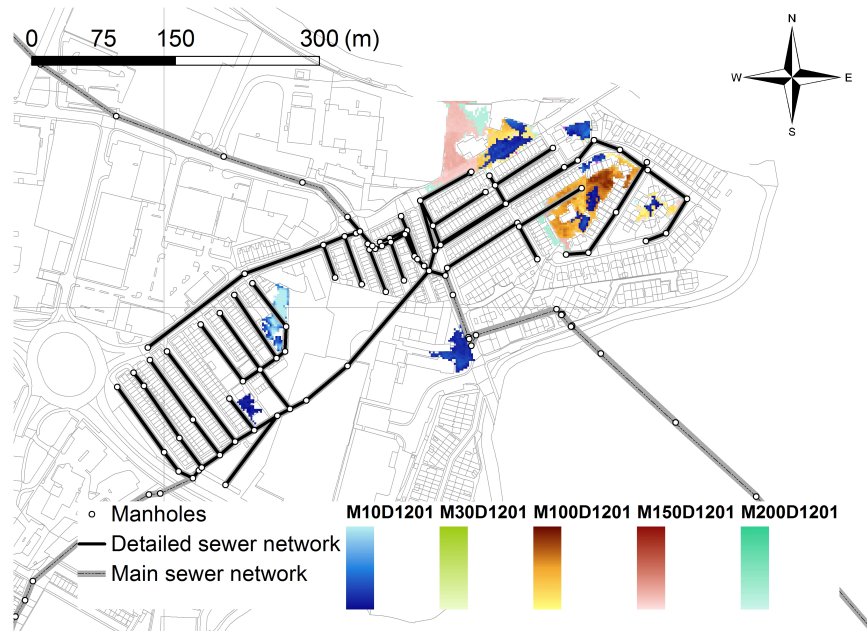 0 75 150 300 (m)
N
W E
S
Manholes
Detailed sewer network
Main sewer network
M10D1201 M30D1201 M100D1201 M150D1201 M200D1201